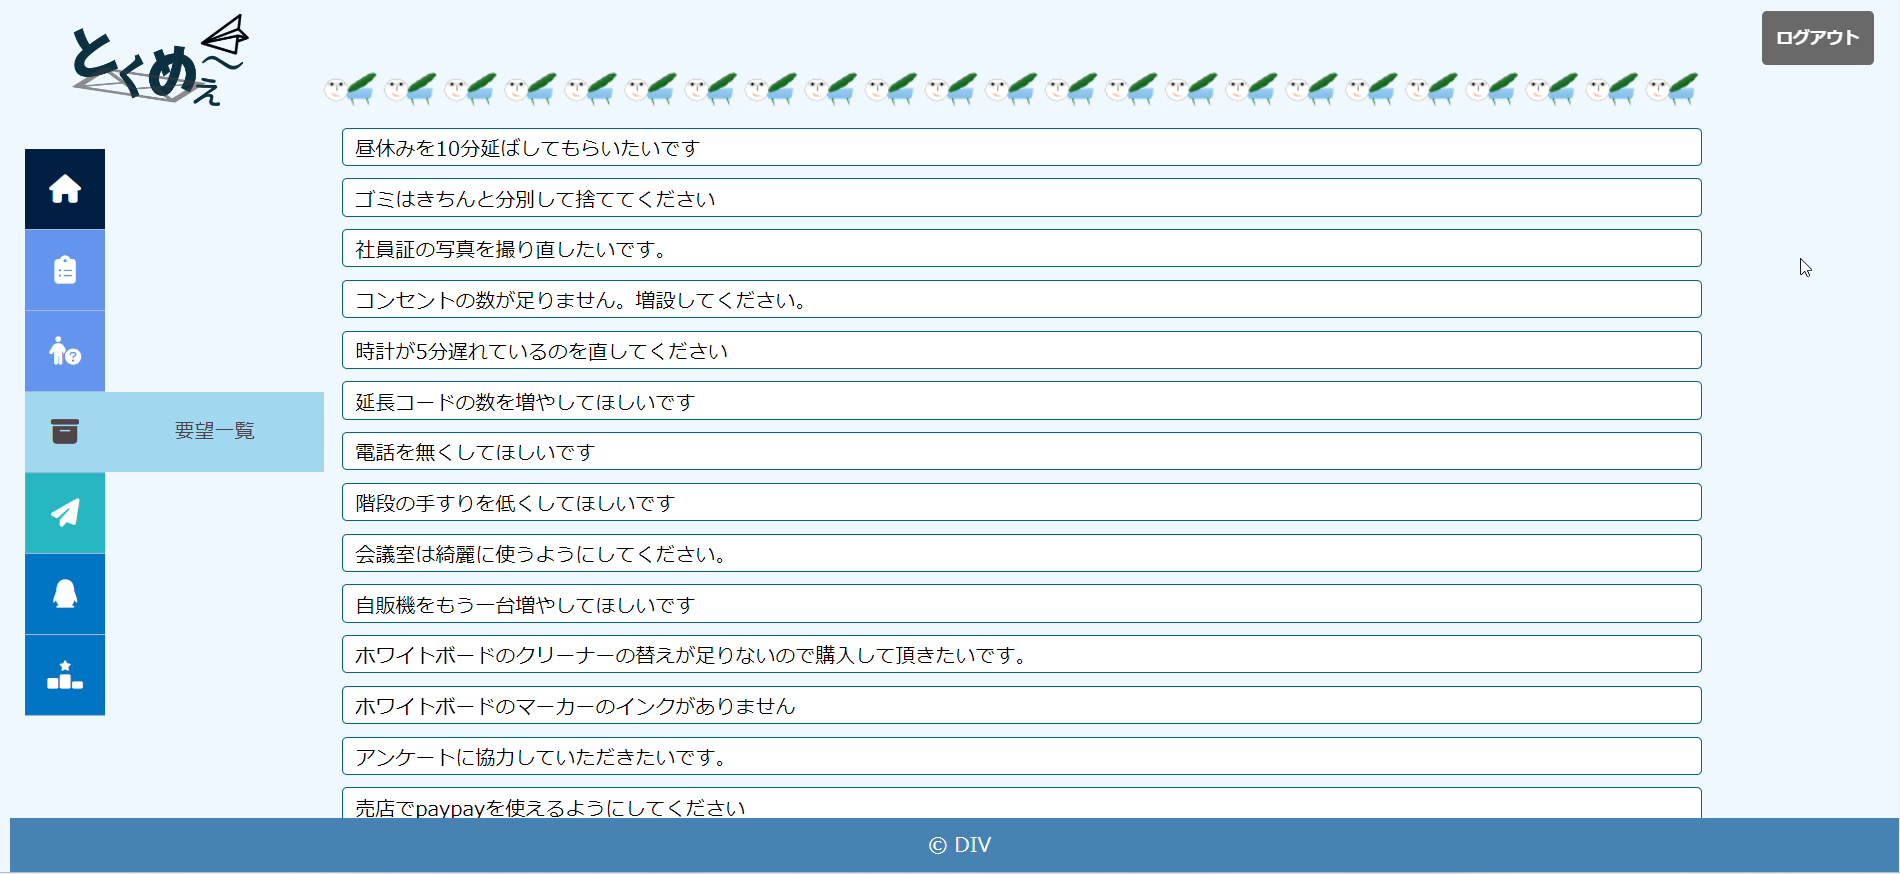 とくめぇ
ログアウト
昼休みを10分延ばしてもらいたいです
ゴミはきちんと分別して捨ててください
社員証の写真を撮り直したいです。
コンセントの数が足りません。増設してください。
時計が5分遅れているのを直してください
延長コードの数を増やしてほしいです
要望一覧
電話を無くしてほしいです
階段の手すりを低くしてほしいです
会議室は綺麗に使うようにしてください。
自販機をもう一台増やしてほしいです
ホワイトボードのクリーナーの替えが足りないので購入して頂きたいです。
ホワイトボードのマーカーのインクがありません
アンケートに協力していただきたいです。
売店でpaypayを使えるようにしてください
© DIV